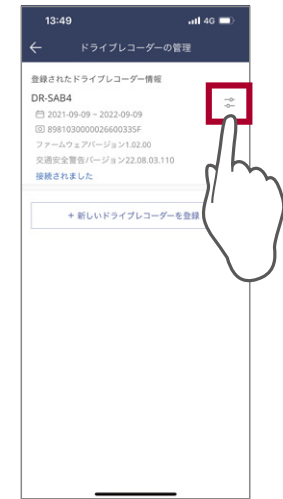 13:49
4G
ドライブレコーダーの管理
登録されたドライブレコーダー情報
DR-SAB4
2021-09-09 ~ 2022-09-09
8981030000026600335F
ファームウェアバージョン1.02.00
交通安全警告バージョン22.08.03.110
接続されました
+ 新しいドライブレコーダーを登録